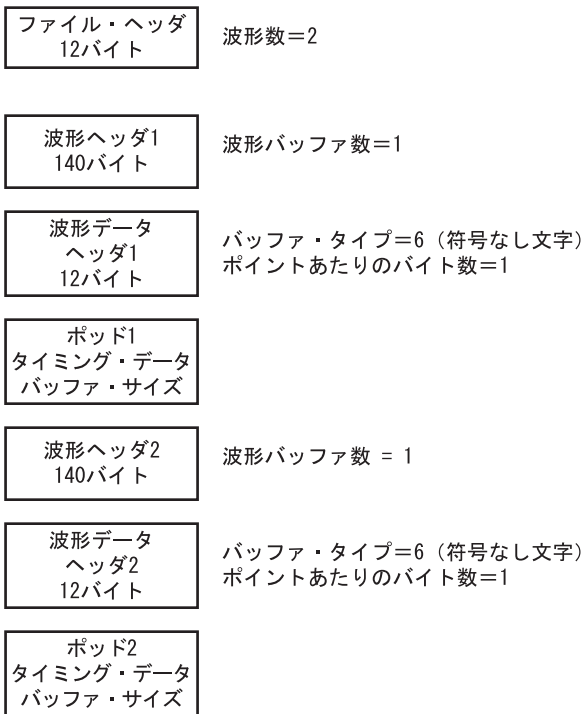 ファイル・ヘッダ
12バイト
波形数＝2
波形ヘッダ1
140バイト
波形バッファ数＝1
波形データ
ヘッダ1
12バイト
バッファ・タイプ＝6（符号なし文字）
ポイントあたりのバイト数＝1
ポッド1
タイミング・データ
バッファ・サイズ
波形ヘッダ2
140バイト
波形バッファ数 = 1
波形データ
ヘッダ2
12バイト
バッファ・タイプ＝6（符号なし文字）
ポイントあたりのバイト数＝1
ポッド2
タイミング・データ
バッファ・サイズ